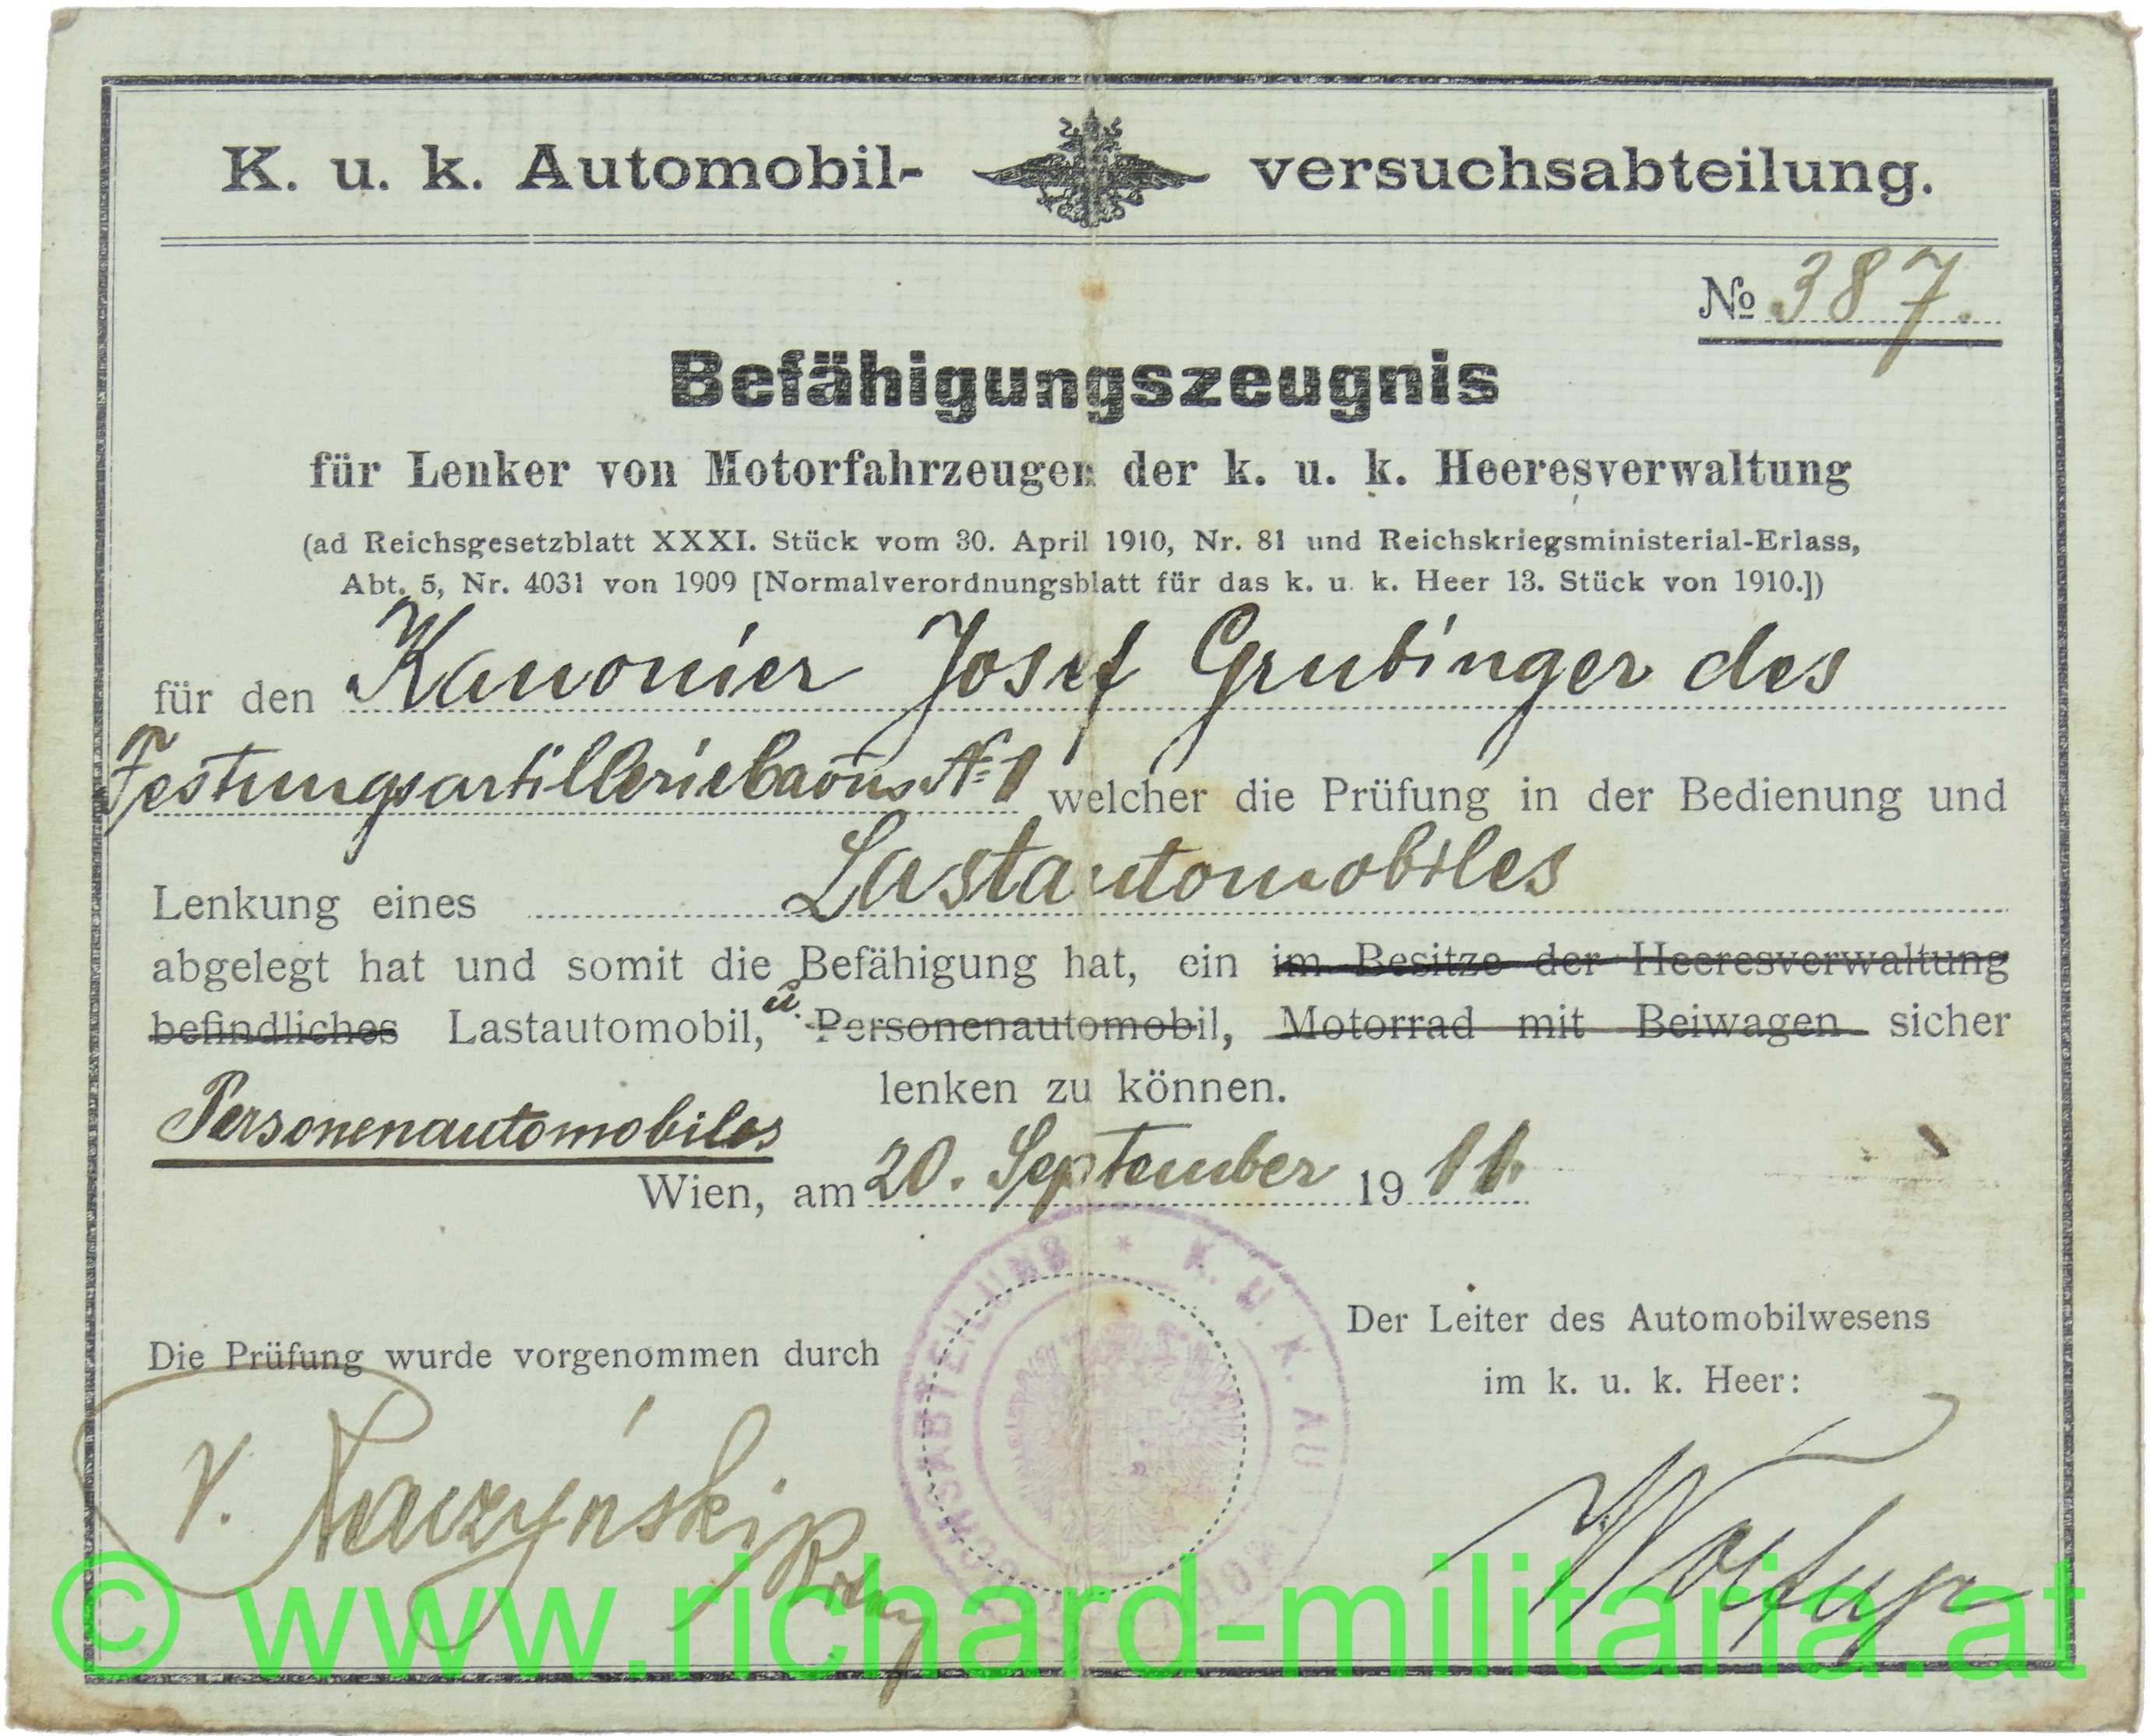 K. u. k. Automobil- versuchsabteilung.
No 387.
Befähigungszeugnis
für Lenker von Motorfahrzeugen der k. u. k. Heeresverwaltung
(ad Reichsgesetzblatt XXXI. Stück vom 30. April 1910, Nr. 81 und Reichskriegsministerial-Erlass,
Abt. 5, Nr. 4031 von 1909 [Normalverordnungsblatt für das k. u. k. Heer 13. Stück von 1910.])
für den Kanonier Josef Grubinger des
Festungsartilleriebaons No 1 welcher die Prüfung in der Bedienung und
Lenkung eines Lastautomobiles
abgelegt hat und somit die Befähigung hat, ein im Besitze der Heeresverwaltung
befindliches Lastautomobil, u. Personenautomobil, Motorrad mit Beiwagen sicher
lenken zu können.
Personenautomobiles
Wien, am 20. September 1911.
K. U. K. AU
ONSABTEILUNG *
Der Leiter des Automobilwesens
Die Prüfung wurde vorgenommen durch
im k. u. k. Heer:
© www.richard-militaria.at